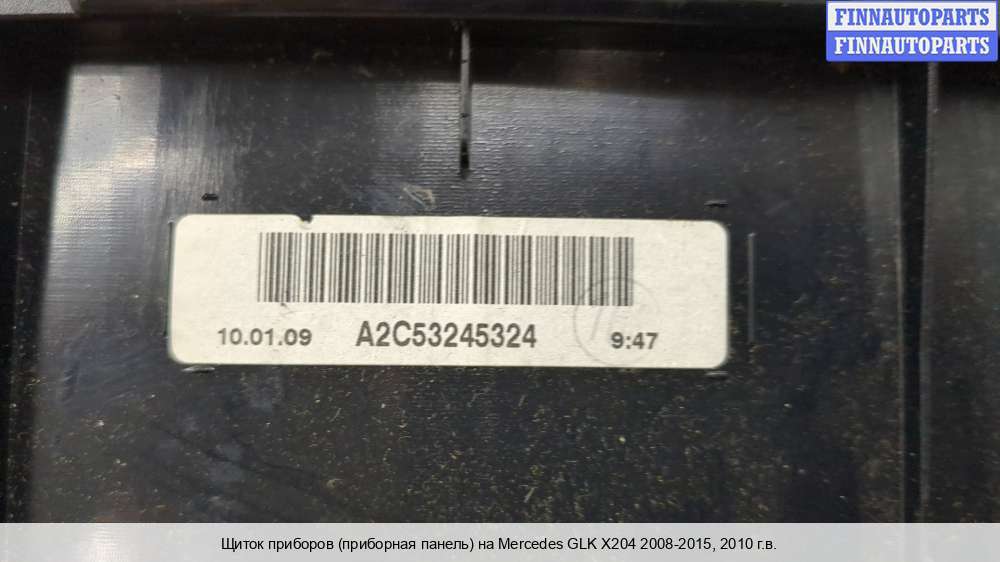 FINNAUTOPARTS
FINNAUTOPARTS
10.01.09 A2C53245324 9:47
Щиток приборов (приборная панель) на Mercedes GLK X204 2008-2015, 2010 г.в.